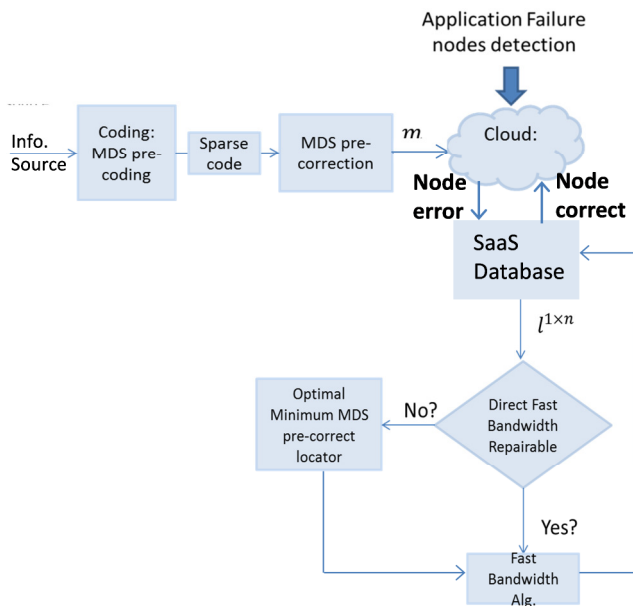 Application Failure
nodes detection
Info.
Source
Coding:
MDS pre-
coding
Sparse
code
MDS pre-
correction
m
Cloud:
Node
error
Node
correct
SaaS
Database
l^{1×n}
Optimal
Minimum MDS
pre-correct
locator
No?
Direct Fast
Bandwidth
Repairable
Yes?
Fast
Bandwidth
Alg.